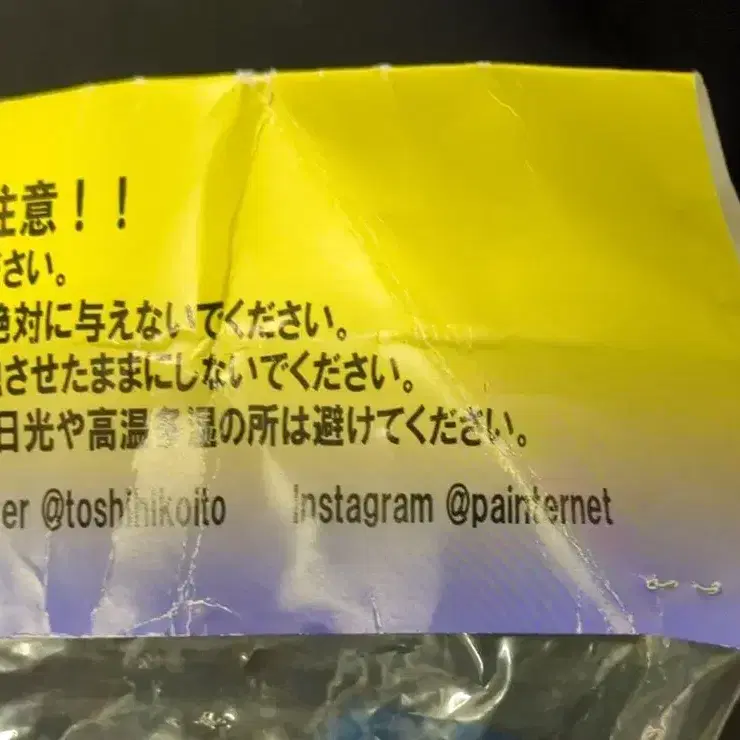 注意！！
さい。
絶対に与えないでください。
させたままにしないでください。
日光や高温多湿の所は避けてください。
er @toshihikoito Instagram @painternet